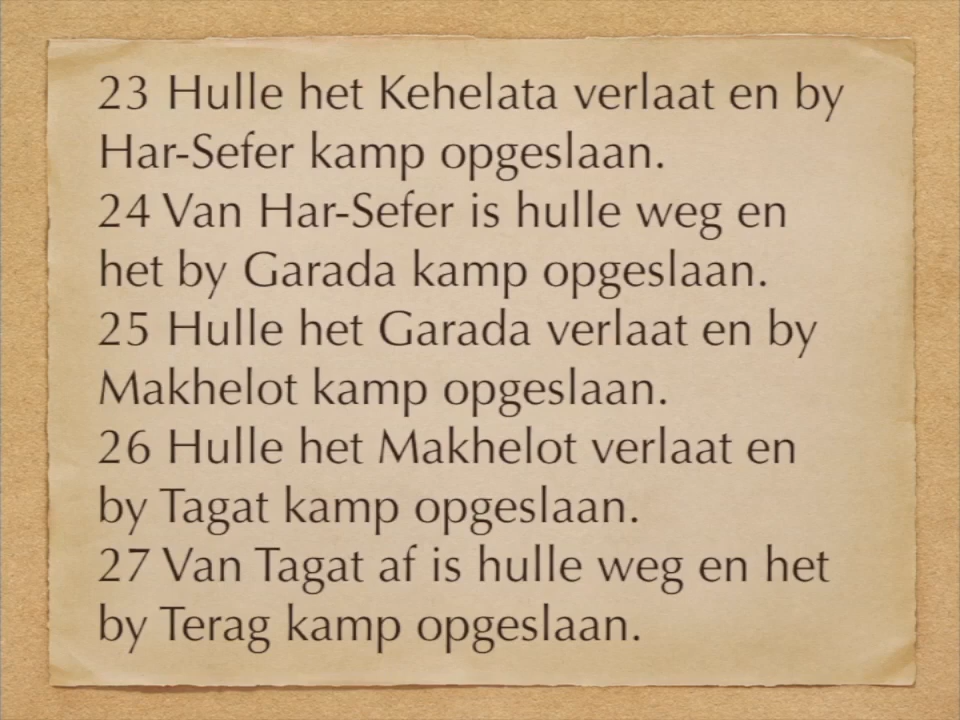 23 Hulle het Kehelata verlaat en by
Har-Sefer kamp opgeslaan.
24 Van Har-Sefer is hulle weg en
het by Garada kamp opgeslaan.
25 Hulle het Garada verlaat en by
Makhelot kamp opgeslaan.
26 Hulle het Makhelot verlaat en
by Tagat kamp opgeslaan.
27 Van Tagat af is hulle weg en het
by Terag kamp opgeslaan.